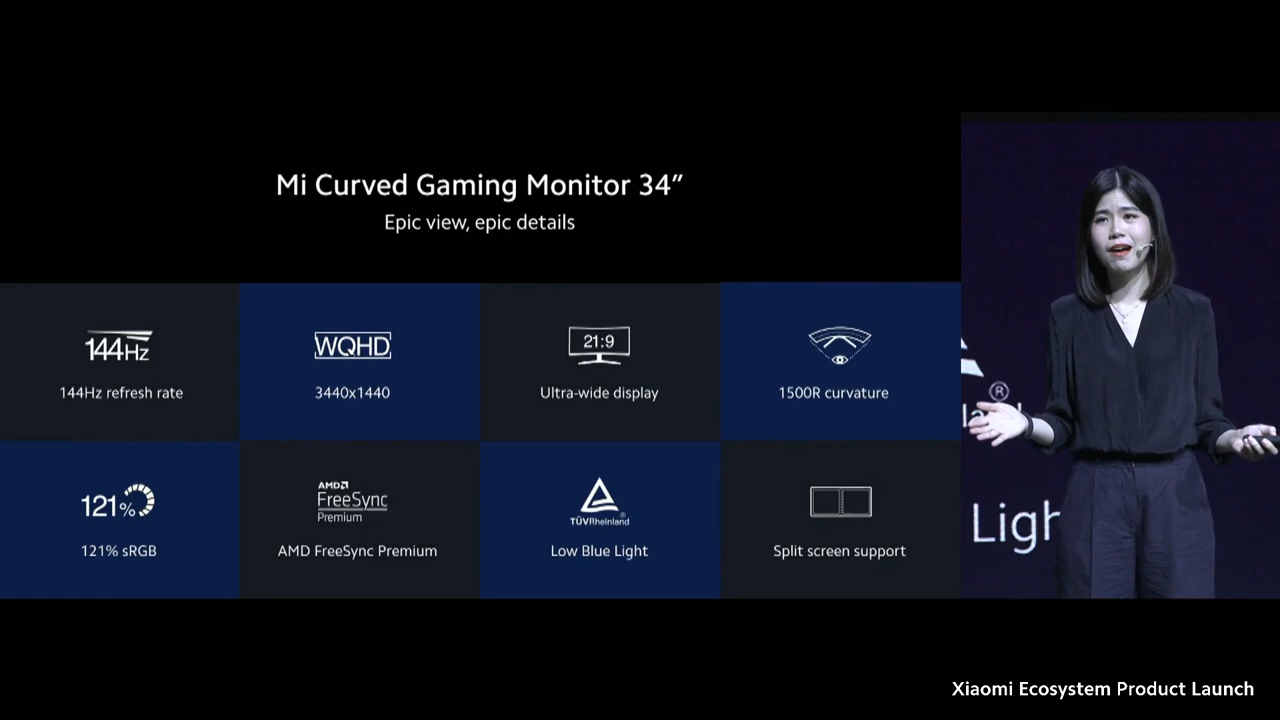 Mi Curved Gaming Monitor 34″
Epic view, epic details
144Hz
144Hz refresh rate
WQHD
3440x1440
21:9
Ultra-wide display
1500R curvature
121%
121% sRGB
AMD
FreeSync
Premium
AMD FreeSync Premium
TÜVRheinland®
Low Blue Light
Split screen support
®
Ligh
Xiaomi Ecosystem Product Launch